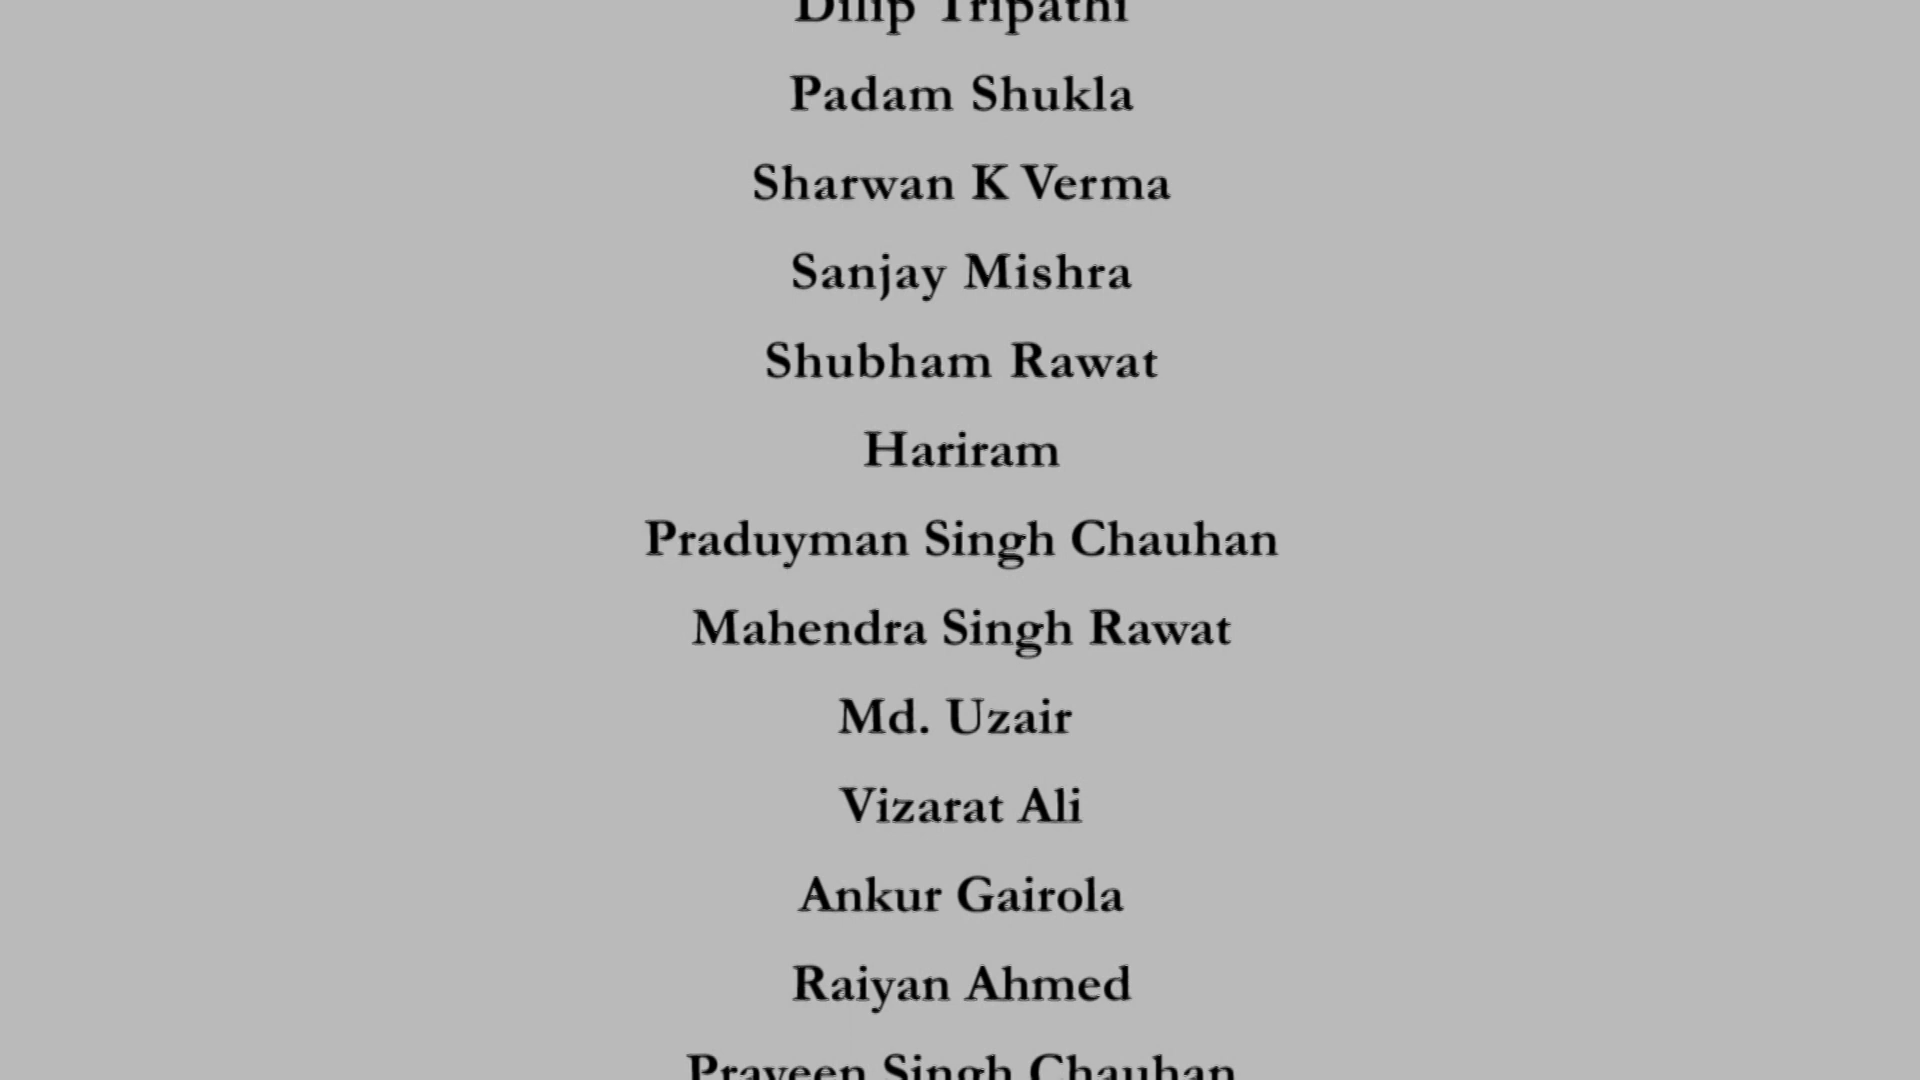 Dilip Tripathi
Padam Shukla
Sharwan K Verma
Sanjay Mishra
Shubham Rawat
Hariram
Praduyman Singh Chauhan
Mahendra Singh Rawat
Md. Uzair
Vizarat Ali
Ankur Gairola
Raiyan Ahmed
Praveen Singh Chauhan